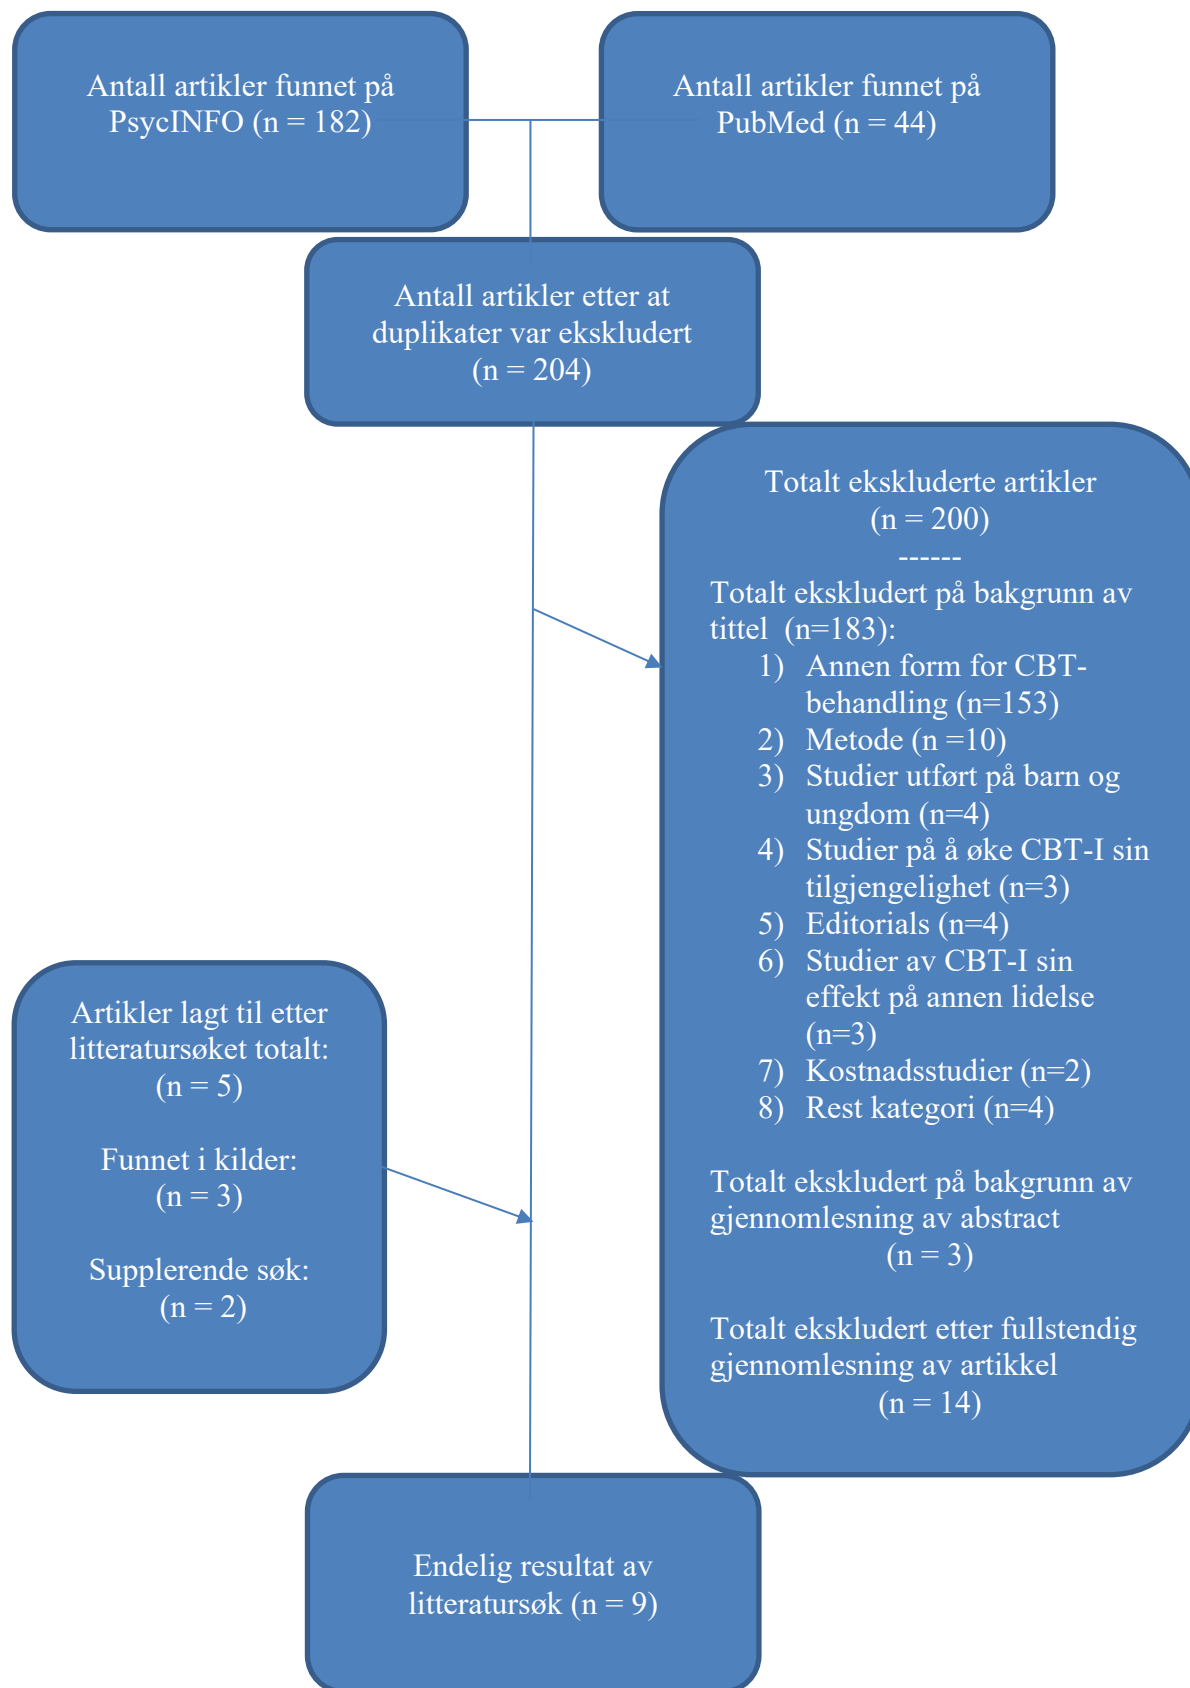 Antall artikler funnet på
PsycINFO (n = 182)
Antall artikler funnet på
PubMed (n = 44)
Antall artikler etter at
duplikater var ekskludert
(n = 204)
Totalt ekskluderte artikler
(n = 200)
------
Totalt ekskludert på bakgrunn av
tittel  (n=183):
1) Annen form for CBT-
behandling (n=153)
2) Metode (n =10)
3) Studier utført på barn og
ungdom (n=4)
4) Studier på å øke CBT-I sin
tilgjengelighet (n=3)
5) Editorials (n=4)
6) Studier av CBT-I sin
effekt på annen lidelse
(n=3)
7) Kostnadsstudier (n=2)
8) Rest kategori (n=4)
Totalt ekskludert på bakgrunn av
gjennomlesning av abstract
(n = 3)
Totalt ekskludert etter fullstendig
gjennomlesning av artikkel
(n = 14)
Artikler lagt til etter
litteratursøket totalt:
(n = 5)
Funnet i kilder:
(n = 3)
Supplerende søk:
(n = 2)
Endelig resultat av
litteratursøk (n = 9)